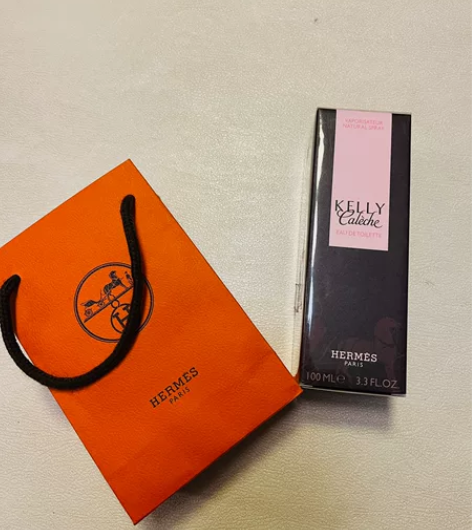 VAPORISATEUR
NATURAL SPRAY
KELLY
Calèche
EAU DE TOILETTE
HERMÈS
PARIS
100 ML e 3.3 FL.OZ.
HERMÈS
PARIS